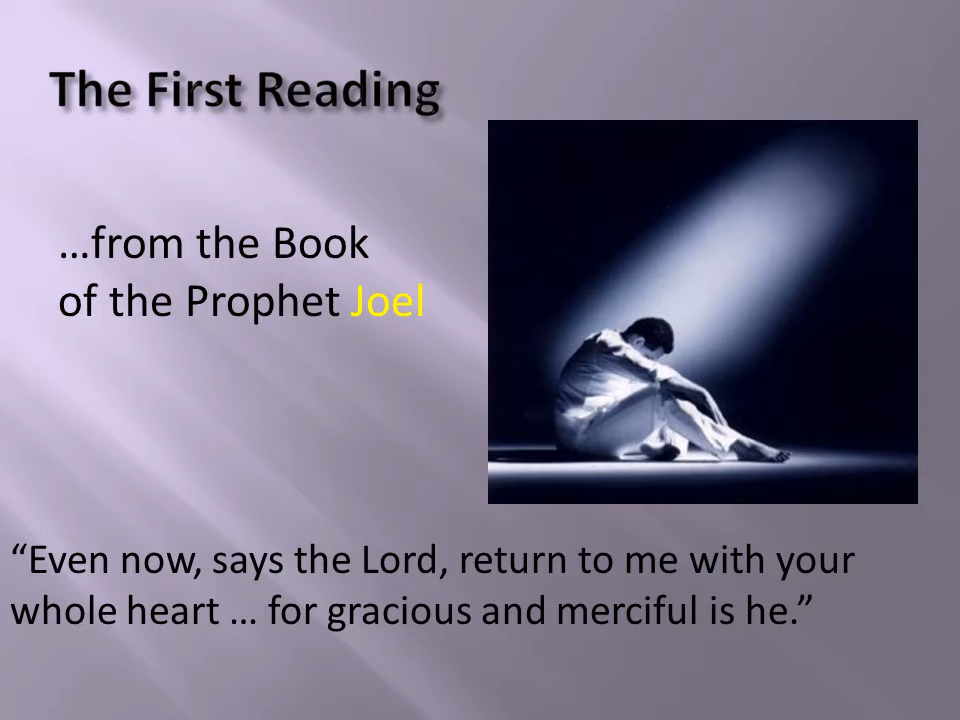 The First Reading
…from the Book
of the Prophet Joel
“Even now, says the Lord, return to me with your
whole heart … for gracious and merciful is he.”